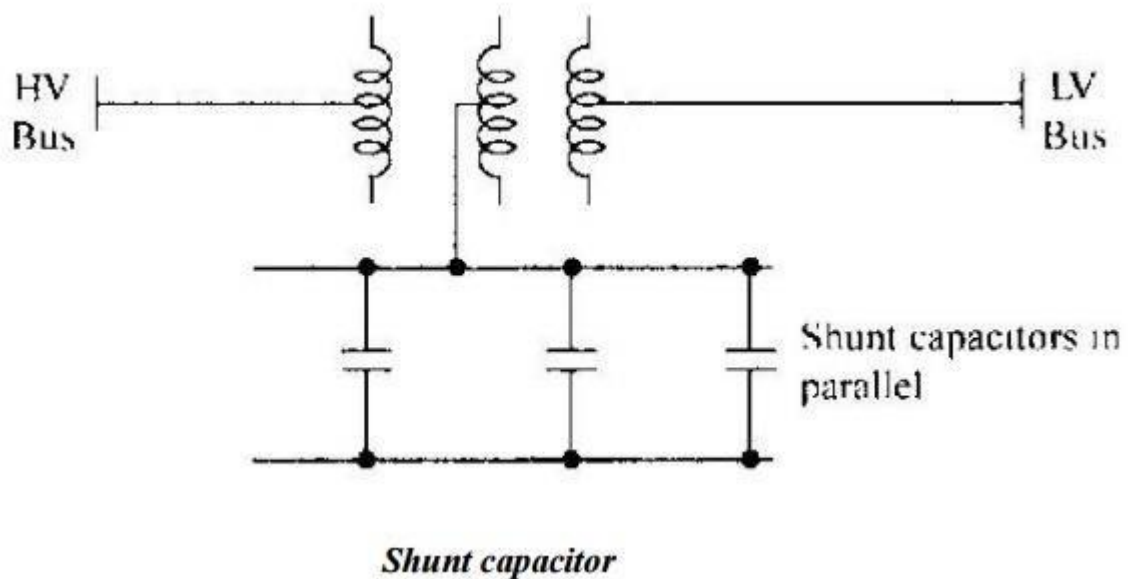 HV
Bus
LV
Bus
Shunt capacitors in
parallel
Shunt capacitor